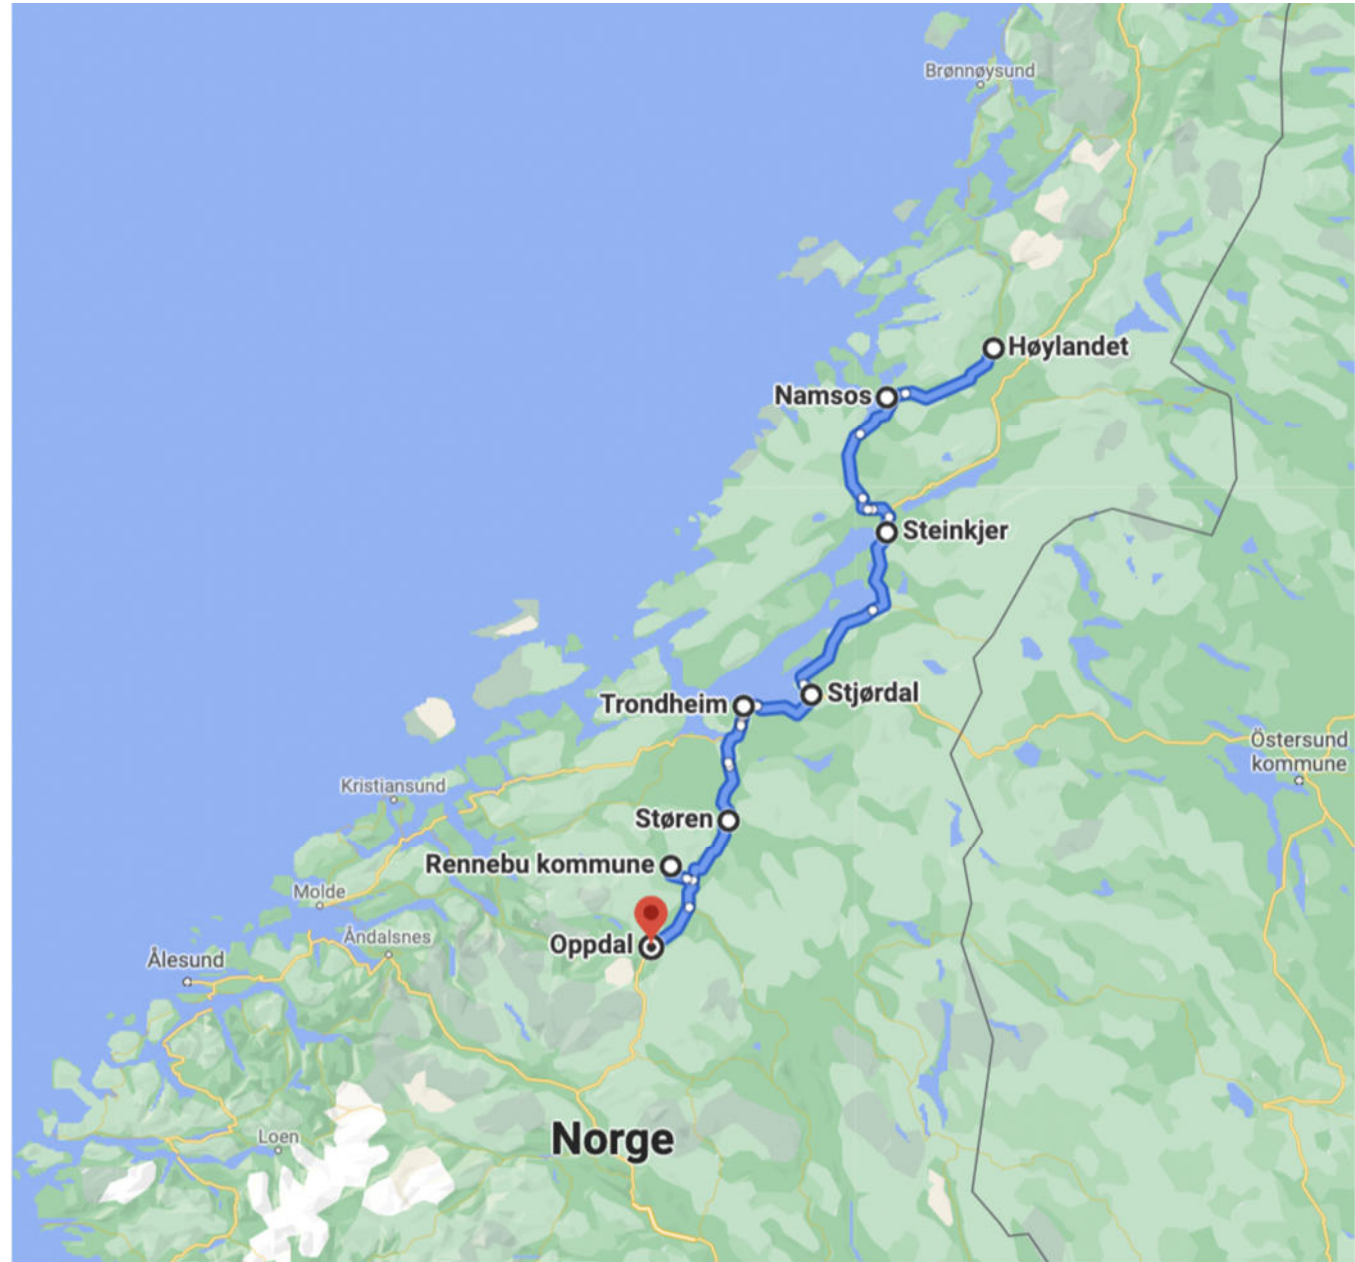 Brønnøysund
Høylandet
Namsos
Steinkjer
Stjørdal
Trondheim
Östersund
kommune
Kristiansund
Støren
Rennebu kommune
Molde
Åndalsnes
Oppdal
Ålesund
Loen
Norge